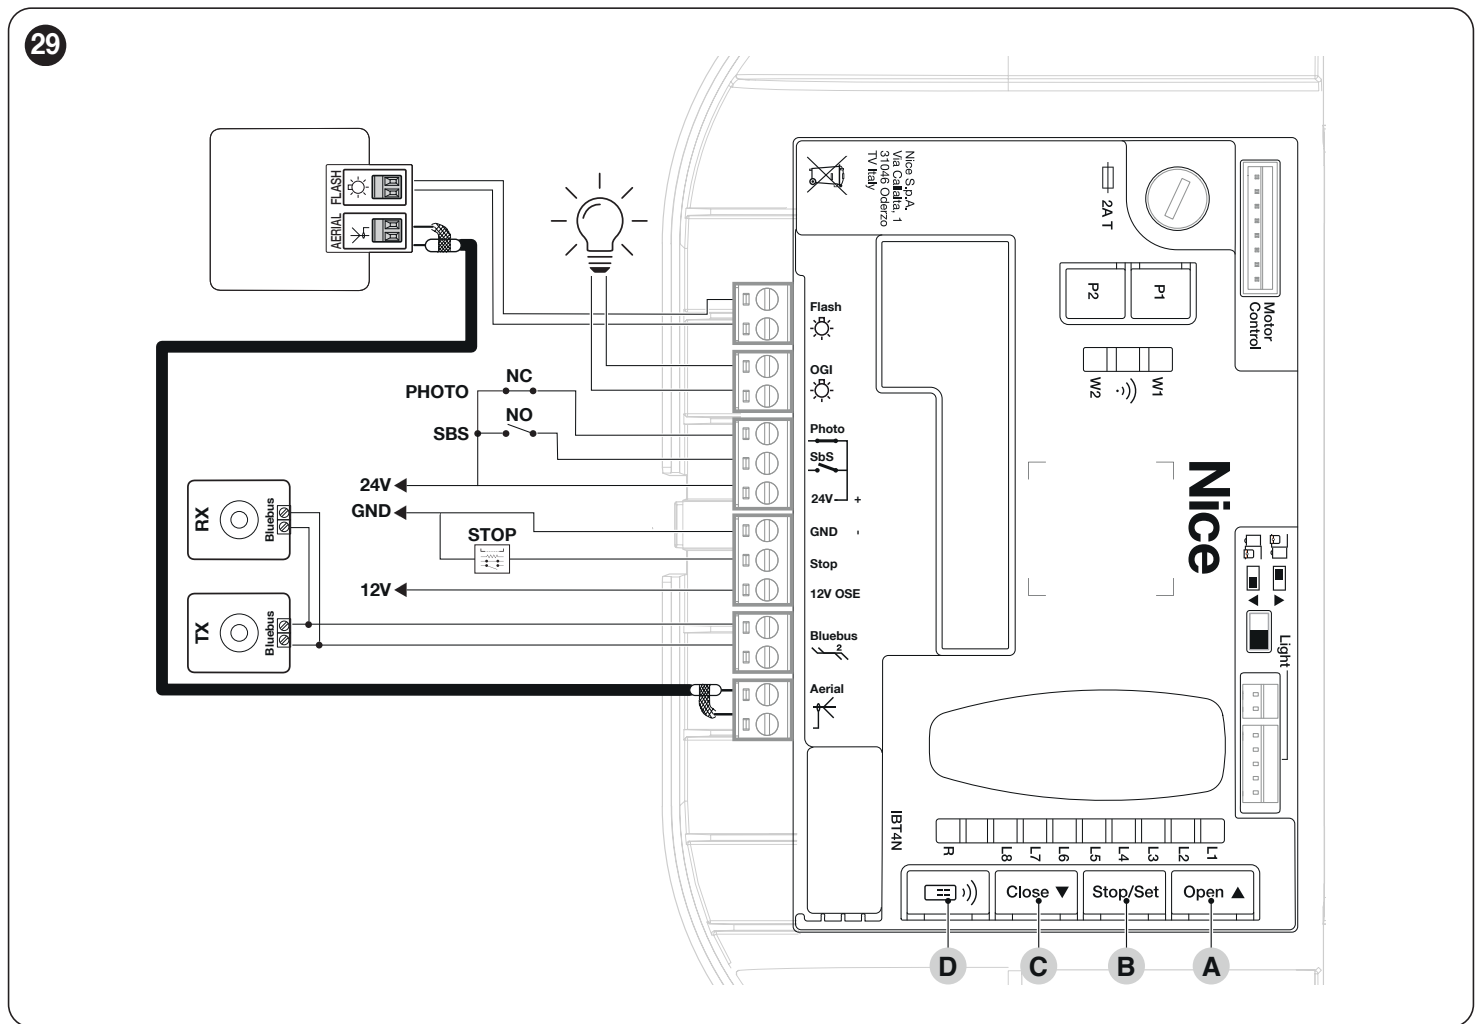 29
FLASH
AERIAL
Nice S.p.A.
Via Callalta, 1
31046 Oderzo
TV Italy
2A T
Motor
Control
P2
P1
W2
W1
Flash
OGI
PHOTO
NC
SBS
NO
Photo
SbS
24V
24V +
GND
GND -
STOP
Stop
12V
12V OSE
RX
Bluebus
TX
Bluebus
Bluebus
2
Aerial
Nice
Light
IBT4N
R
L8
L7
L6
L5
L4
L3
L2
L1
Close ▼
Stop/Set
Open ▲
D
C
B
A